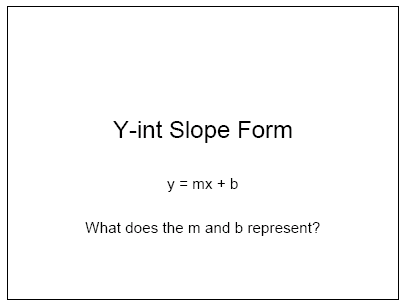 Y-int Slope Form
y = mx + b
What does the m and b represent?